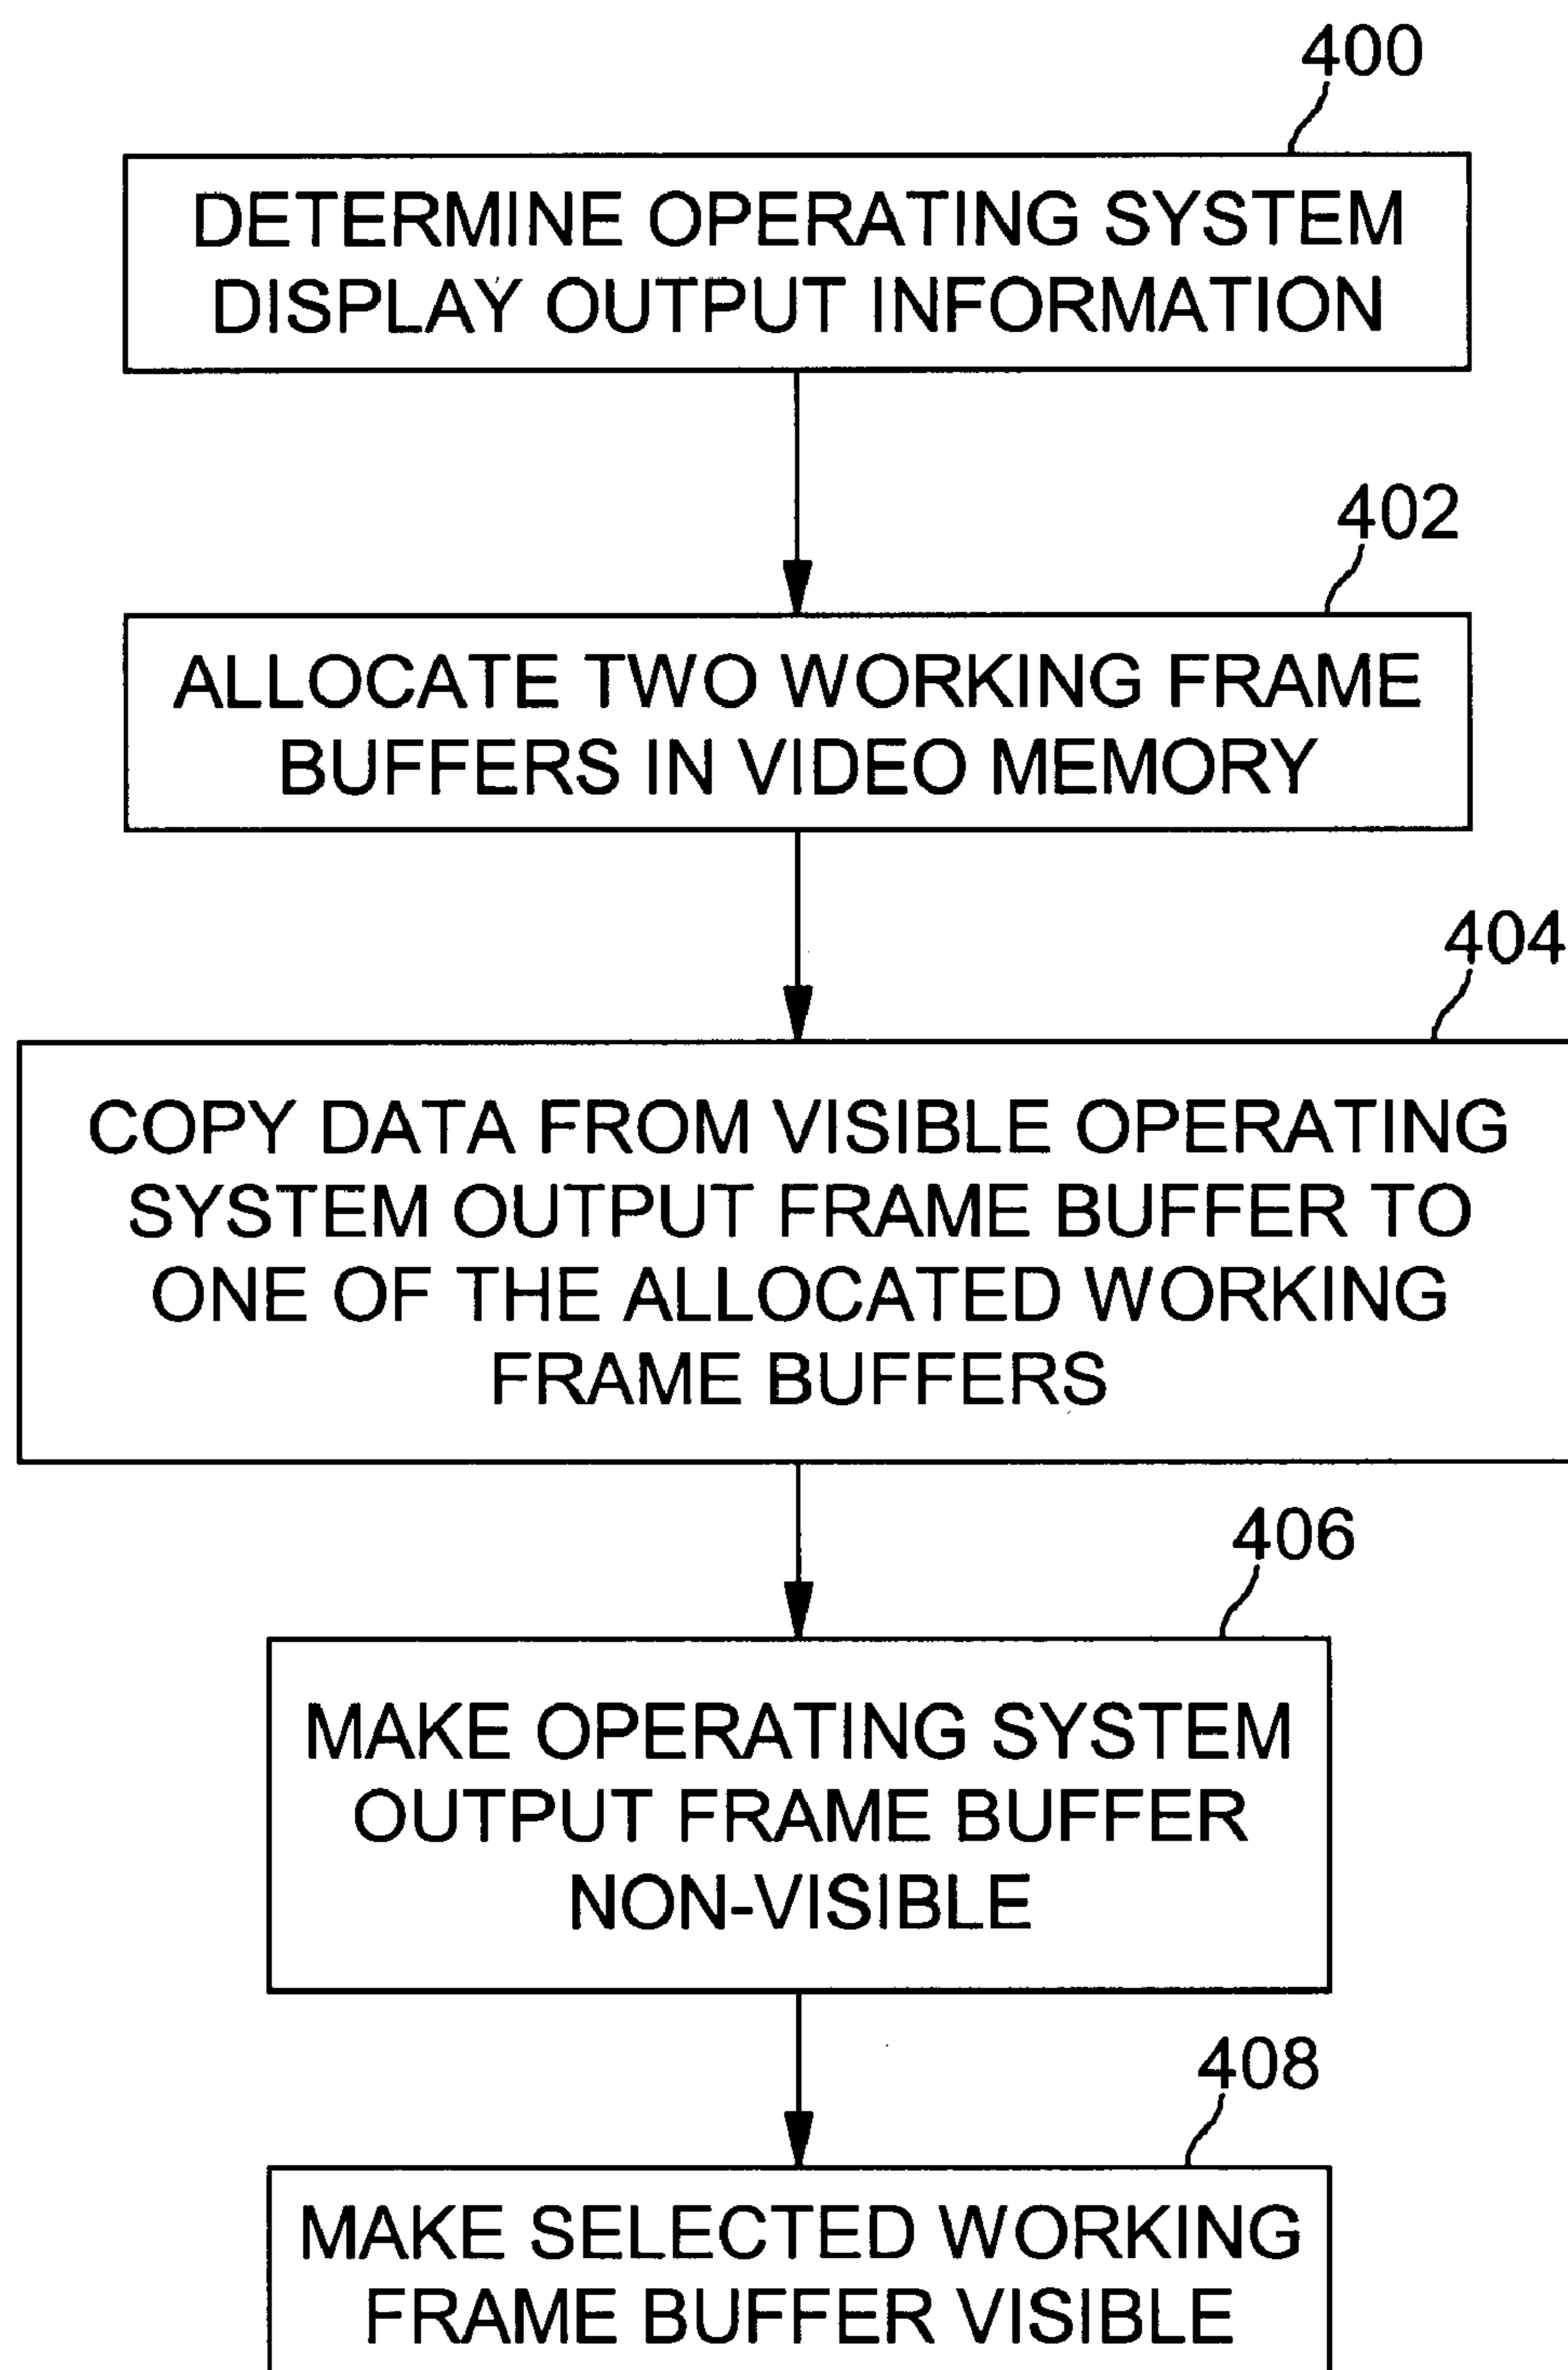 400
DETERMINE OPERATING SYSTEM
DISPLAY OUTPUT INFORMATION
402
ALLOCATE TWO WORKING FRAME
BUFFERS IN VIDEO MEMORY
404
COPY DATA FROM VISIBLE OPERATING
SYSTEM OUTPUT FRAME BUFFER TO
ONE OF THE ALLOCATED WORKING
FRAME BUFFERS
406
MAKE OPERATING SYSTEM
OUTPUT FRAME BUFFER
NON-VISIBLE
408
MAKE SELECTED WORKING
FRAME BUFFER VISIBLE